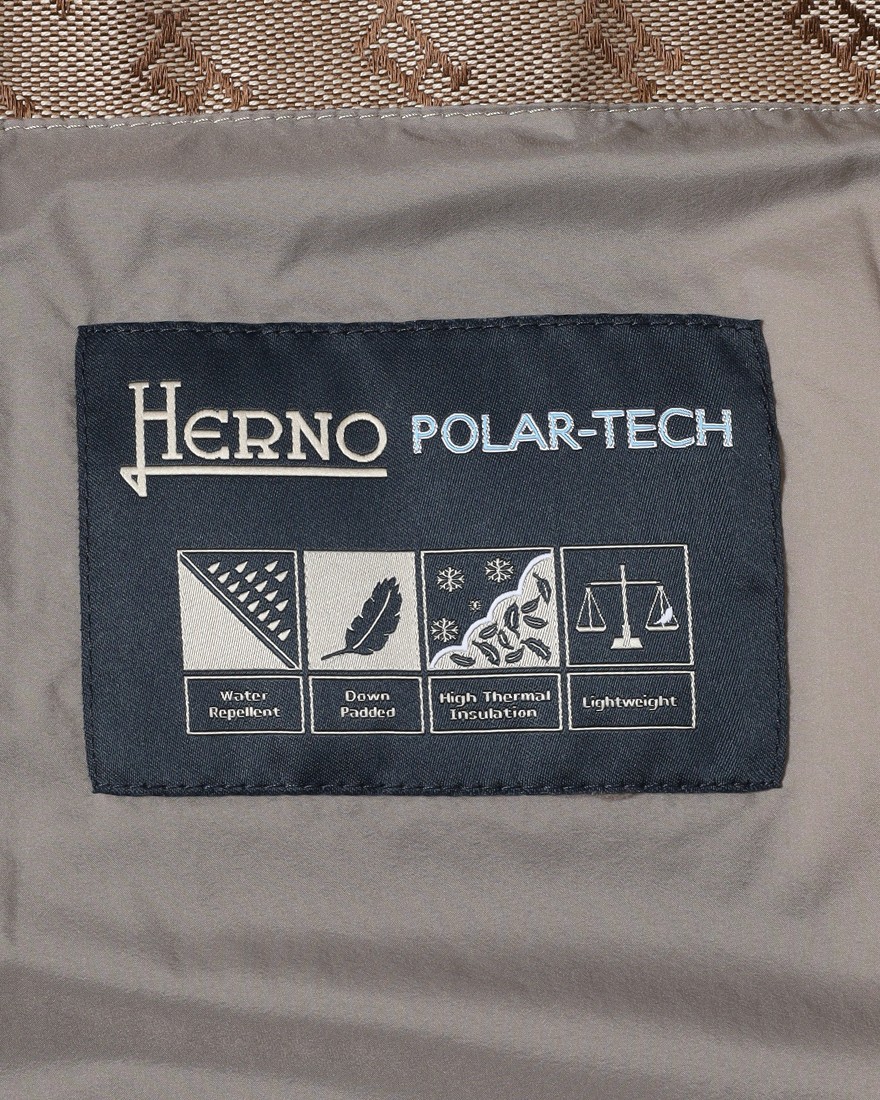 HERNO POLAR-TECH
Water
Repellent
Down
Padded
High Thermal
Insulation
Lightweight